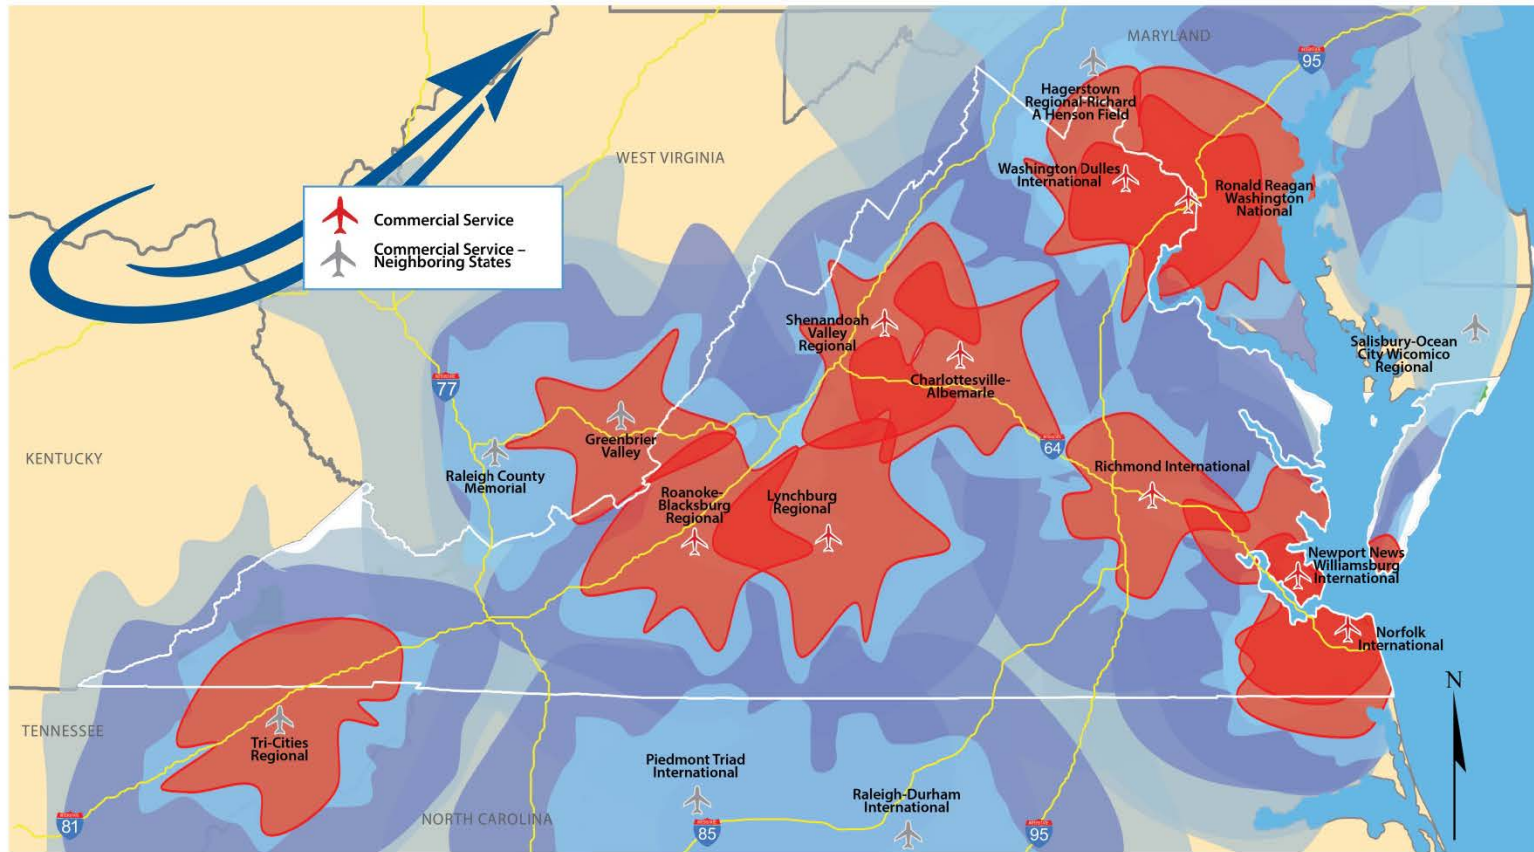 MARYLAND
95
Hagerstown
Regional-Richard
A Henson Field
WEST VIRGINIA
Washington Dulles
International
Ronald Reagan
Washington
National
Commercial Service
Commercial Service –
Neighboring States
Shenandoah
Valley
Regional
Salisbury-Ocean
City Wicomico
Regional
77
Charlottesville-
Albemarle
Greenbrier
Valley
64
KENTUCKY
Raleigh County
Memorial
Richmond International
Roanoke-
Blacksburg
Regional
Lynchburg
Regional
Newport News
Williamsburg
International
Norfolk
International
N
TENNESSEE
Tri-Cities
Regional
Piedmont Triad
International
Raleigh-Durham
International
NORTH CAROLINA
81
85
95